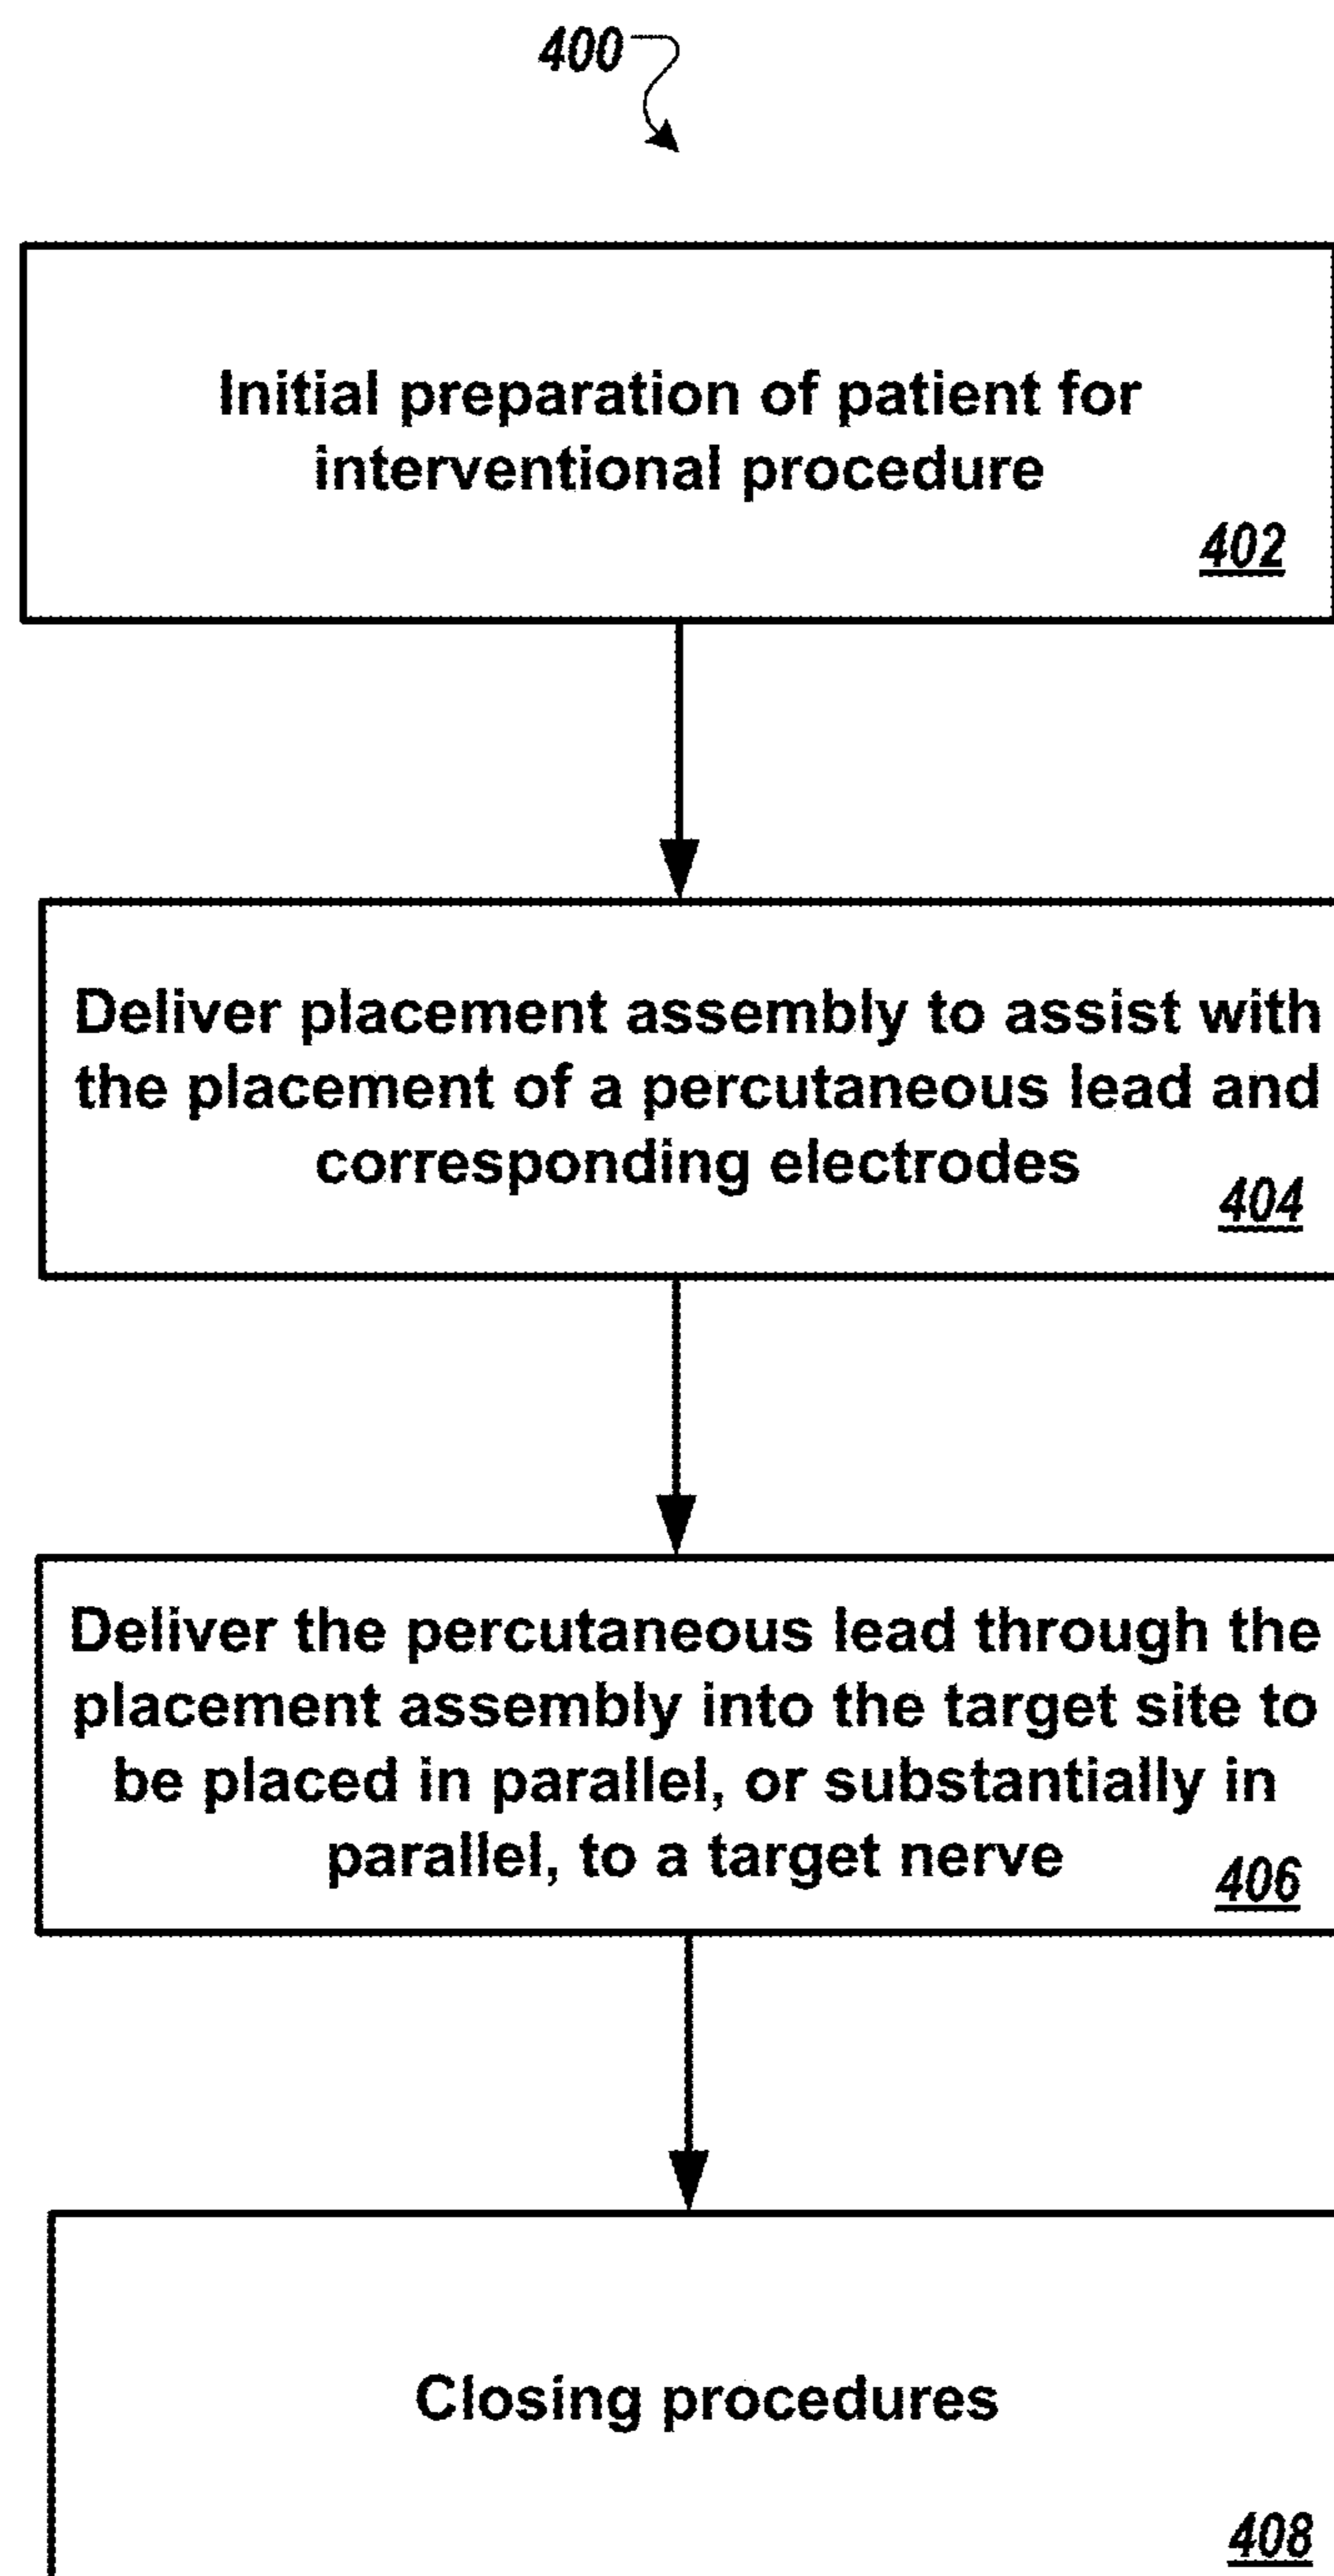 400
Initial preparation of patient for
interventional procedure
402
Deliver placement assembly to assist with
the placement of a percutaneous lead and
corresponding electrodes
404
Deliver the percutaneous lead through the
placement assembly into the target site to
be placed in parallel, or substantially in
parallel, to a target nerve
406
Closing procedures
408